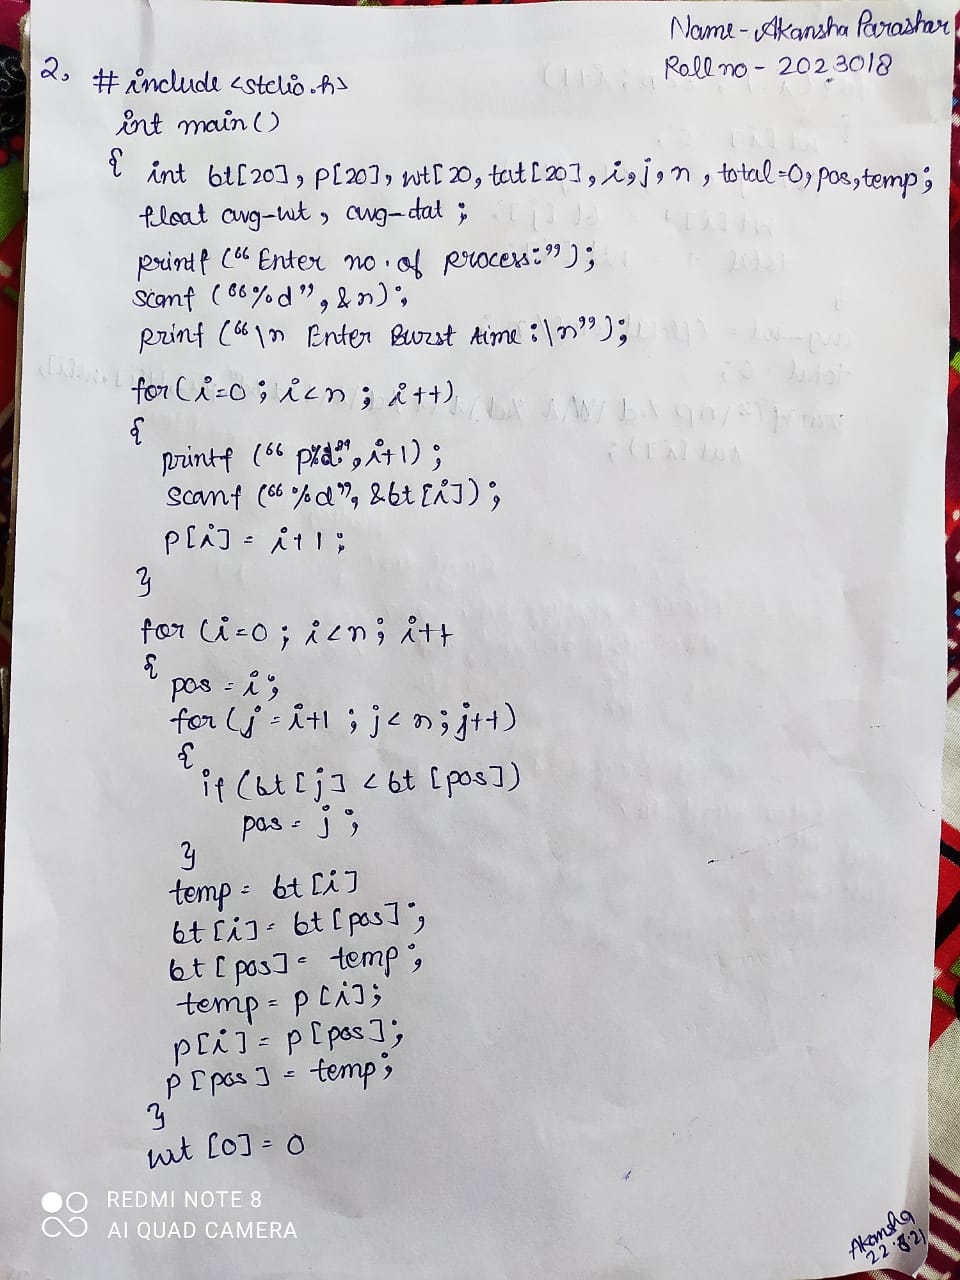 Name - Akansha Parashar
Roll no - 2023018
2, # include <stdio.h>
int main()
{ int bt[20], p[20], wt[20, tat[20], i, j, n, total=0, pos, temp;
float avg-wt, avg-tat;
printf ("Enter no. of process:");
scanf ("%d", &n);
printf ("\n Enter Burst time:\n");
for(i=0; i<n; i++)
{
printf ("p%d:", i+1);
scanf ("%d", &bt[i]);
p[i] = i+1;
}
for (i=0; i<n; i++
{
pos = i;
for (j = i+1; j<n; j++)
{
if (bt[j] < bt[pos])
pos = j;
}
temp = bt[i]
bt[i] = bt[pos];
bt[pos] = temp;
temp = p[i];
p[i] = p[pos];
p[pos] = temp;
}
wt [0] = 0
REDMI NOTE 8
AI QUAD CAMERA
Akansha
22.8.21